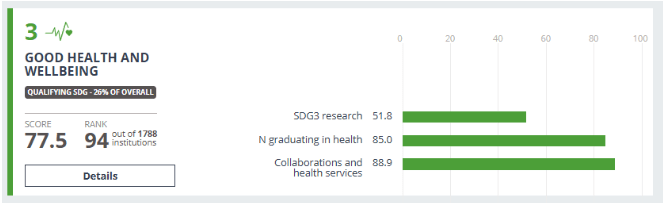 3
GOOD HEALTH AND
WELLBEING
QUALIFYING SDG - 26% OF OVERALL
SCORE
77.5
RANK
94 out of 1788
institutions
Details
0 20 40 60 80 100
SDG3 research 51.8
N graduating in health 85.0
Collaborations and
health services 88.9